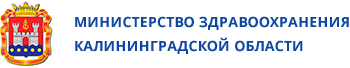 МИНИСТЕРСТВО ЗДРАВООХРАНЕНИЯ
КАЛИНИНГРАДСКОЙ ОБЛАСТИ